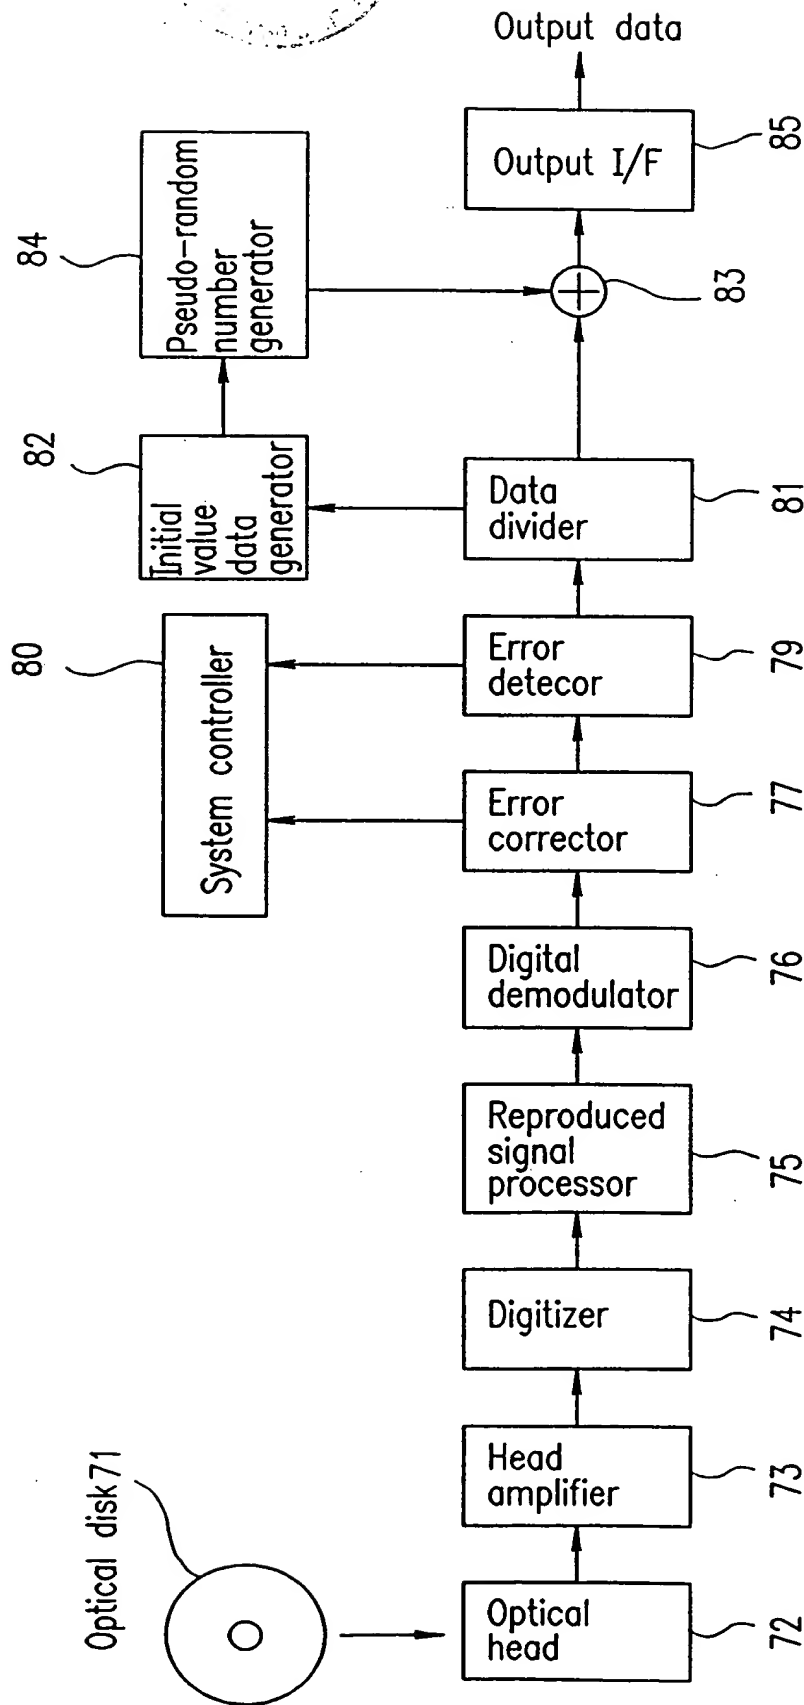 Output data
Output I/F
85
Pseudo-random
number
generator
84
83
Initial
value
data
generator
82
Data
divider
81
System controller
80
Error
detecor
79
Error
corrector
77
Digital
demodulator
76
Reproduced
signal
processor
75
Digitizer
74
Head
amplifier
73
Optical disk71
Optical
head
72